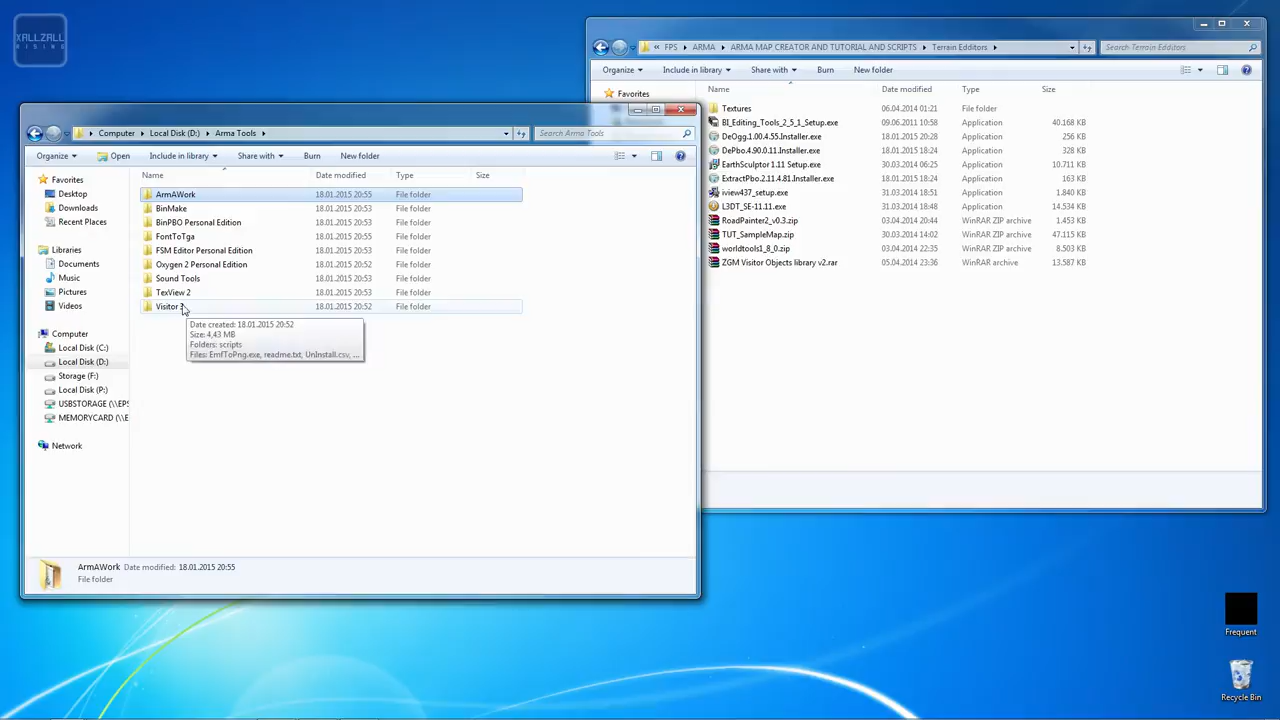 XALLZALL
RISING
FPS ARMA ARMA MAP CREATOR AND TUTORIAL AND SCRIPTS Terrain Edditors
Search Terrain Edditors
Organize Include in library Share with Burn New folder
Favorites
Name Date modified Type Size
Textures 06.04.2014 01:21 File folder
BI_Editing_Tools_2_5_1_Setup.exe 09.06.2011 10:58 Application 40.168 KB
DeOgg.1.00.4.55.Installer.exe 18.01.2015 20:28 Application 256 KB
DePbo.4.90.0.11.Installer.exe 18.01.2015 18:24 Application 328 KB
EarthSculptor 1.11 Setup.exe 30.03.2014 06:25 Application 10.711 KB
ExtractPbo.2.11.4.81.Installer.exe 18.01.2015 18:24 Application 163 KB
iview437_setup.exe 31.03.2014 18:51 Application 1.840 KB
L3DT_SE-11.11.exe 31.03.2014 18:48 Application 14.534 KB
RoadPainter2_v0.3.zip 03.04.2014 20:44 WinRAR ZIP archive 1.453 KB
TUT_SampleMap.zip 30.03.2014 14:02 WinRAR ZIP archive 47.115 KB
worldtools1_8_0.zip 03.04.2014 22:35 WinRAR ZIP archive 8.503 KB
ZGM Visitor Objects library v2.rar 05.04.2014 23:36 WinRAR archive 13.587 KB
Computer Local Disk (D:) Arma Tools
Search Arma Tools
Organize Open Include in library Share with Burn New folder
Name Date modified Type Size
ArmAWork 18.01.2015 20:55 File folder
BinMake 18.01.2015 20:53 File folder
BinPBO Personal Edition 18.01.2015 20:53 File folder
FontToTga 18.01.2015 20:55 File folder
FSM Editor Personal Edition 18.01.2015 20:53 File folder
Oxygen 2 Personal Edition 18.01.2015 20:52 File folder
Sound Tools 18.01.2015 20:53 File folder
TexView 2 18.01.2015 20:53 File folder
Visitor 3 18.01.2015 20:52 File folder
Date created: 18.01.2015 20:52
Size: 4,43 MB
Folders: scripts
Files: EmfToPng.exe, readme.txt, UnInstall.csv, ...
Favorites
Desktop
Downloads
Recent Places
Libraries
Documents
Music
Pictures
Videos
Computer
Local Disk (C:)
Local Disk (D:)
Storage (F:)
Local Disk (P:)
USBSTORAGE (\\EPS
MEMORYCARD (\\E
Network
ArmAWork Date modified: 18.01.2015 20:55
File folder
Frequent
Recycle Bin